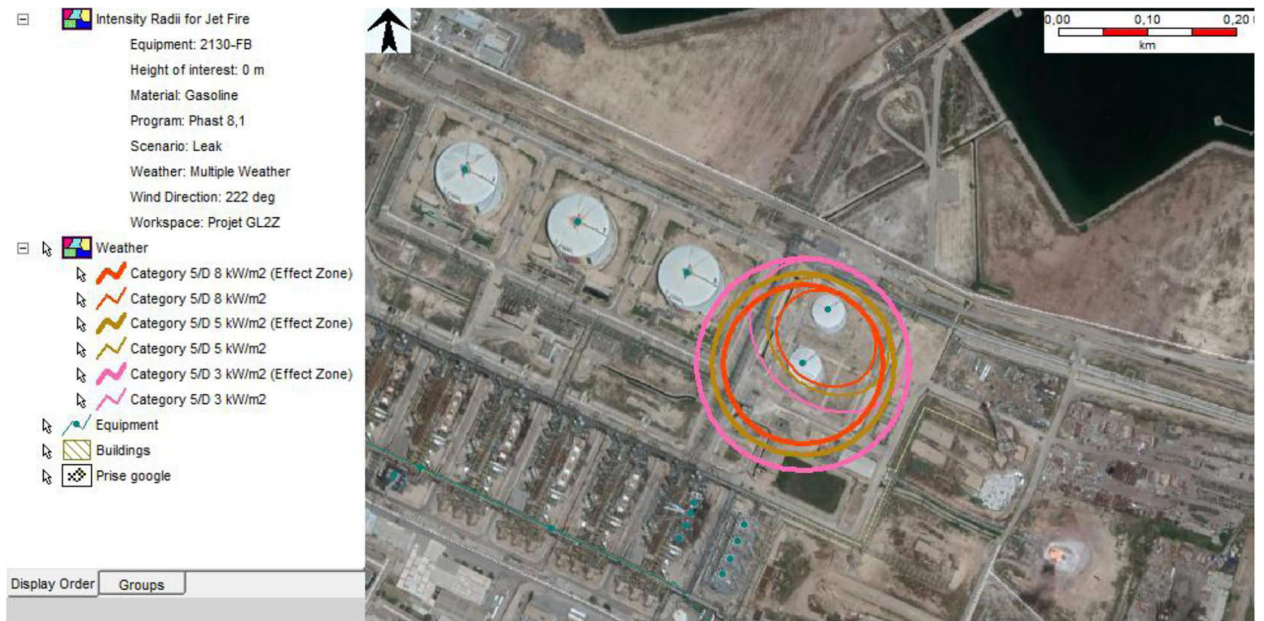 Intensity Radii for Jet Fire
Equipment: 2130-FB
Height of interest: 0 m
Material: Gasoline
Program: Phast 8,1
Scenario: Leak
Weather: Multiple Weather
Wind Direction: 222 deg
Workspace: Projet GL2Z
Weather
Category 5/D 8 kW/m2 (Effect Zone)
Category 5/D 8 kW/m2
Category 5/D 5 kW/m2 (Effect Zone)
Category 5/D 5 kW/m2
Category 5/D 3 kW/m2 (Effect Zone)
Category 5/D 3 kW/m2
Equipment
Buildings
Prise google
Display Order Groups
0,00 0,10 0,20
km